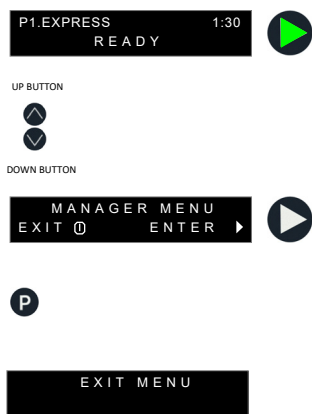 P1.EXPRESS 1:30
READY
UP BUTTON
DOWN BUTTON
MANAGER MENU
EXIT ENTER
P
EXIT MENU